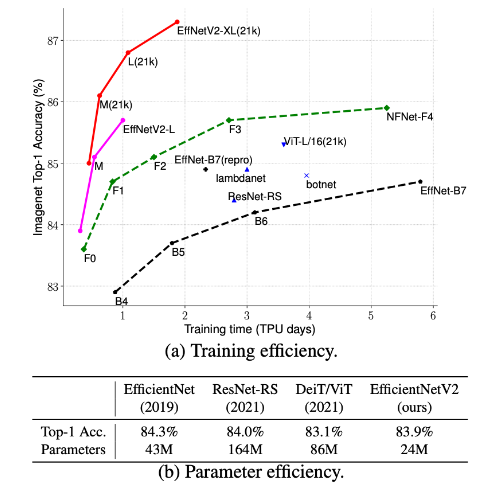 87
86
85
84
83
Imagenet Top-1 Accuracy (%)
EffNetV2-XL(21k)
L(21k)
M(21k)
EffNetV2-L
NFNet-F4
F3
ViT-L/16(21k)
M
F2
EffNet-B7(repro)
lambdanet
botnet
F1
EffNet-B7
ResNet-RS
B6
F0
B5
B4
1 2 3 4 5 6
Training time (TPU days)
(a) Training efficiency.
EfficientNet ResNet-RS DeiT/ViT EfficientNetV2
(2019) (2021) (2021) (ours)
Top-1 Acc. 84.3% 84.0% 83.1% 83.9%
Parameters 43M 164M 86M 24M
(b) Parameter efficiency.